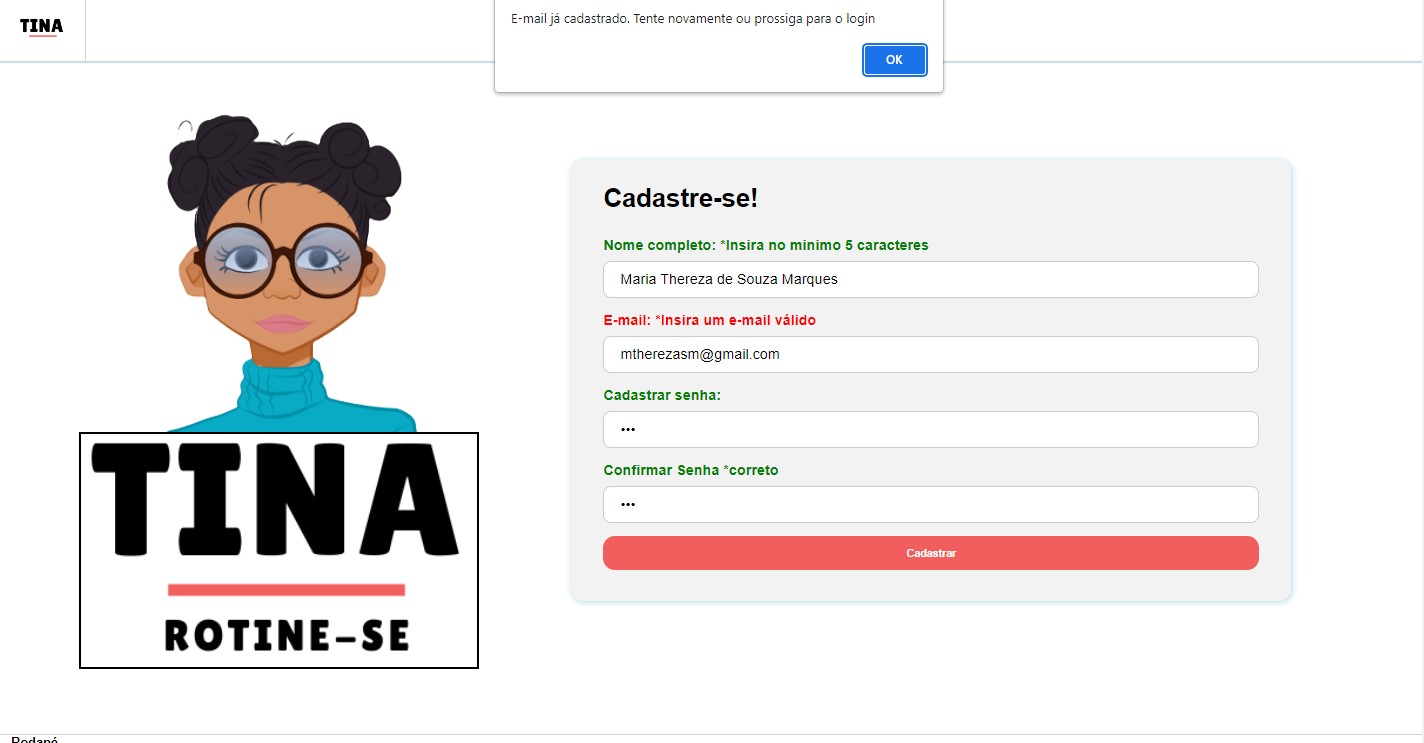 TINA
E-mail já cadastrado. Tente novamente ou prossiga para o login
OK
Cadastre-se!
Nome completo: *Insira no minimo 5 caracteres
Maria Thereza de Souza Marques
E-mail: *Insira um e-mail válido
mtherezasm@gmail.com
Cadastrar senha:
•••
Confirmar Senha *correto
•••
Cadastrar
TINA
ROTINE-SE
Rodapé